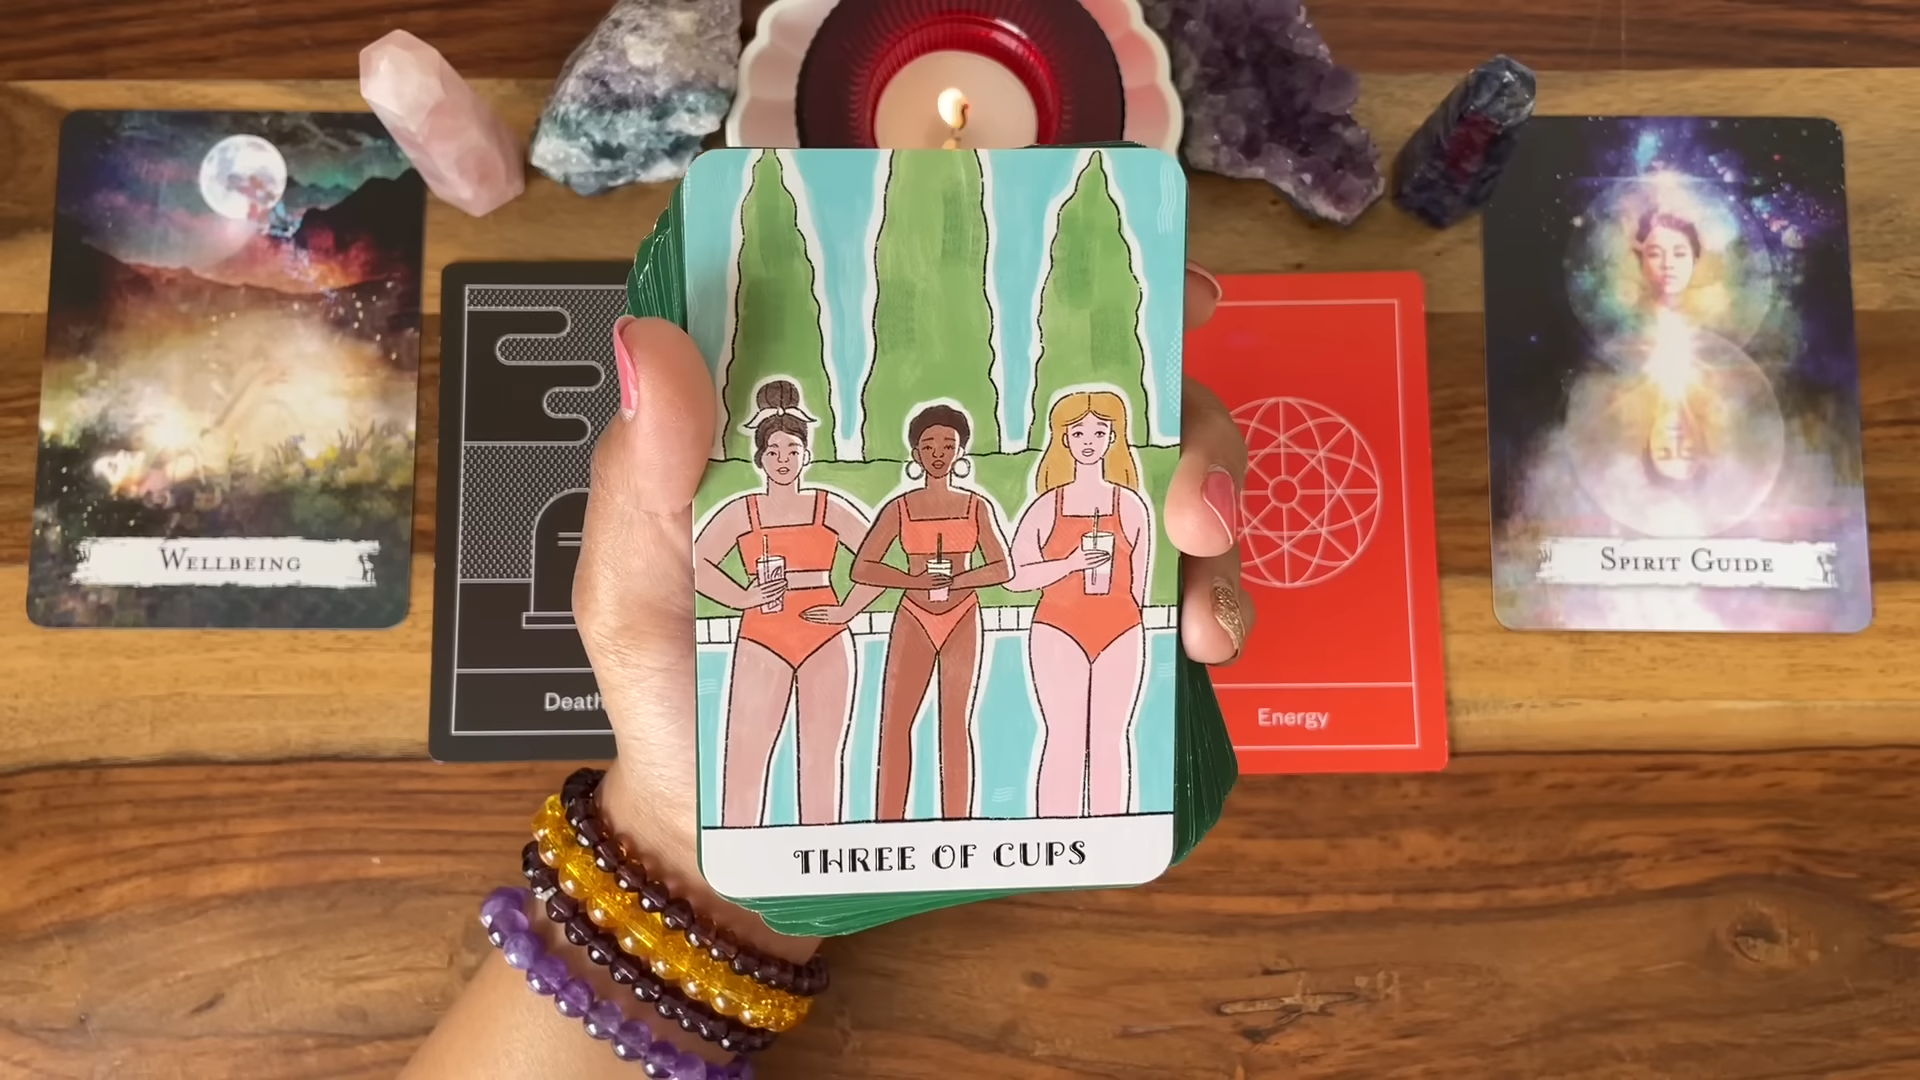 WELLBEING
Death
THREE OF CUPS
Energy
SPIRIT GUIDE